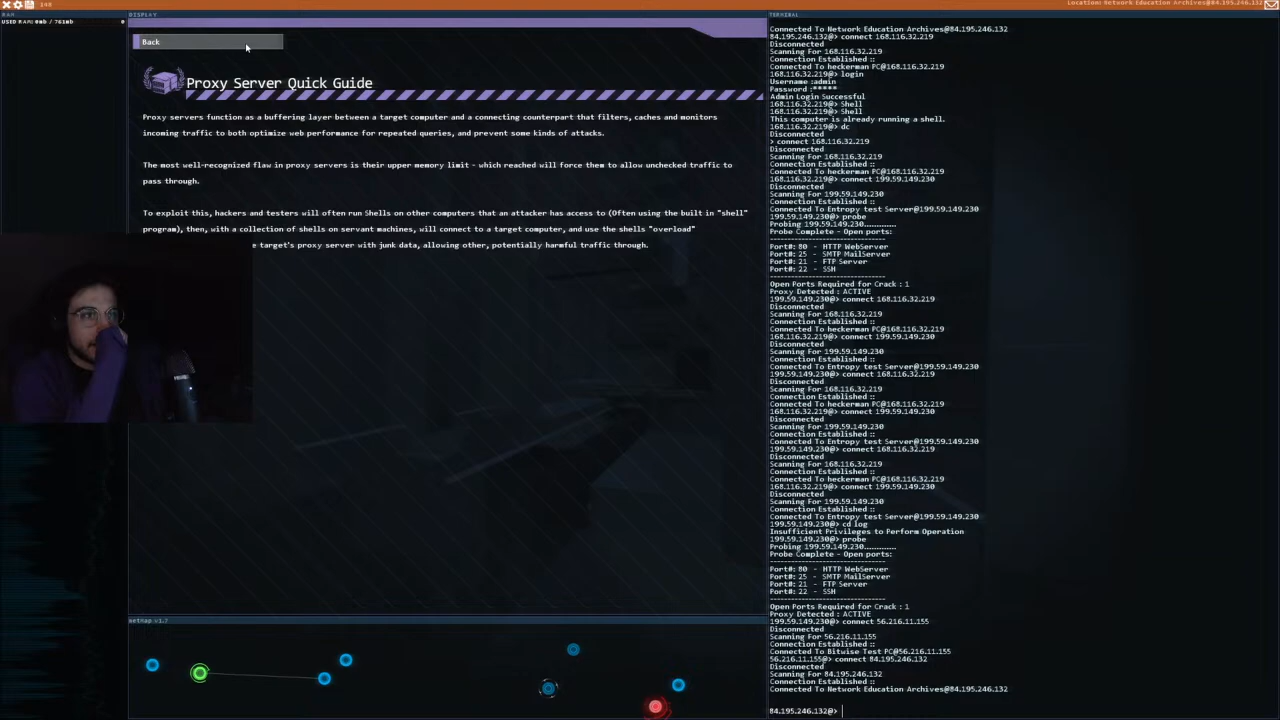 148
Location: Network Education Archives@84.195.246.132
RAM
USED RAM: 0mb / 761mb 0
DISPLAY
Back
Proxy Server Quick Guide
Proxy servers function as a buffering layer between a target computer and a connecting counterpart that filters, caches and monitors
incoming traffic to both optimize web performance for repeated queries, and prevent some kinds of attacks.
The most well-recognized flaw in proxy servers is their upper memory limit - which reached will force them to allow unchecked traffic to
pass through.
To exploit this, hackers and testers will often run Shells on other computers that an attacker has access to (Often using the built in "shell"
program), then, with a collection of shells on servant machines, will connect to a target computer, and use the shells "overload"
e target's proxy server with junk data, allowing other, potentially harmful traffic through.
netMap v1.7
TERMINAL
Connected To Network Education Archives@84.195.246.132
84.195.246.132@> connect 168.116.32.219
Disconnected
Scanning For 168.116.32.219
Connection Established ::
Connected To heckerman PC@168.116.32.219
168.116.32.219@> login
Username :admin
Password :*****
Admin Login Successful
168.116.32.219@> Shell
168.116.32.219@> Shell
This computer is already running a shell.
168.116.32.219@> dc
Disconnected
> connect 168.116.32.219
Disconnected
Scanning For 168.116.32.219
Connection Established ::
Connected To heckerman PC@168.116.32.219
168.116.32.219@> connect 199.59.149.230
Disconnected
Scanning For 199.59.149.230
Connection Established ::
Connected To Entropy test Server@199.59.149.230
199.59.149.230@> probe
Probing 199.59.149.230.............
Probe Complete - Open ports:
---------------------------------
Port#: 80 - HTTP WebServer
Port#: 25 - SMTP MailServer
Port#: 21 - FTP Server
Port#: 22 - SSH
---------------------------------
Open Ports Required for Crack : 1
Proxy Detected : ACTIVE
199.59.149.230@> connect 168.116.32.219
Disconnected
Scanning For 168.116.32.219
Connection Established ::
Connected To heckerman PC@168.116.32.219
168.116.32.219@> connect 199.59.149.230
Disconnected
Scanning For 199.59.149.230
Connection Established ::
Connected To Entropy test Server@199.59.149.230
199.59.149.230@> connect 168.116.32.219
Disconnected
Scanning For 168.116.32.219
Connection Established ::
Connected To heckerman PC@168.116.32.219
168.116.32.219@> connect 199.59.149.230
Disconnected
Scanning For 199.59.149.230
Connection Established ::
Connected To Entropy test Server@199.59.149.230
199.59.149.230@> connect 168.116.32.219
Disconnected
Scanning For 168.116.32.219
Connection Established ::
Connected To heckerman PC@168.116.32.219
168.116.32.219@> connect 199.59.149.230
Disconnected
Scanning For 199.59.149.230
Connection Established ::
Connected To Entropy test Server@199.59.149.230
199.59.149.230@> cd log
Insufficient Privileges to Perform Operation
199.59.149.230@> probe
Probing 199.59.149.230.............
Probe Complete - Open ports:
---------------------------------
Port#: 80 - HTTP WebServer
Port#: 25 - SMTP MailServer
Port#: 21 - FTP Server
Port#: 22 - SSH
---------------------------------
Open Ports Required for Crack : 1
Proxy Detected : ACTIVE
199.59.149.230@> connect 56.216.11.155
Disconnected
Scanning For 56.216.11.155
Connection Established ::
Connected To Bitwise Test PC@56.216.11.155
56.216.11.155@> connect 84.195.246.132
Disconnected
Scanning For 84.195.246.132
Connection Established ::
Connected To Network Education Archives@84.195.246.132
84.195.246.132@>